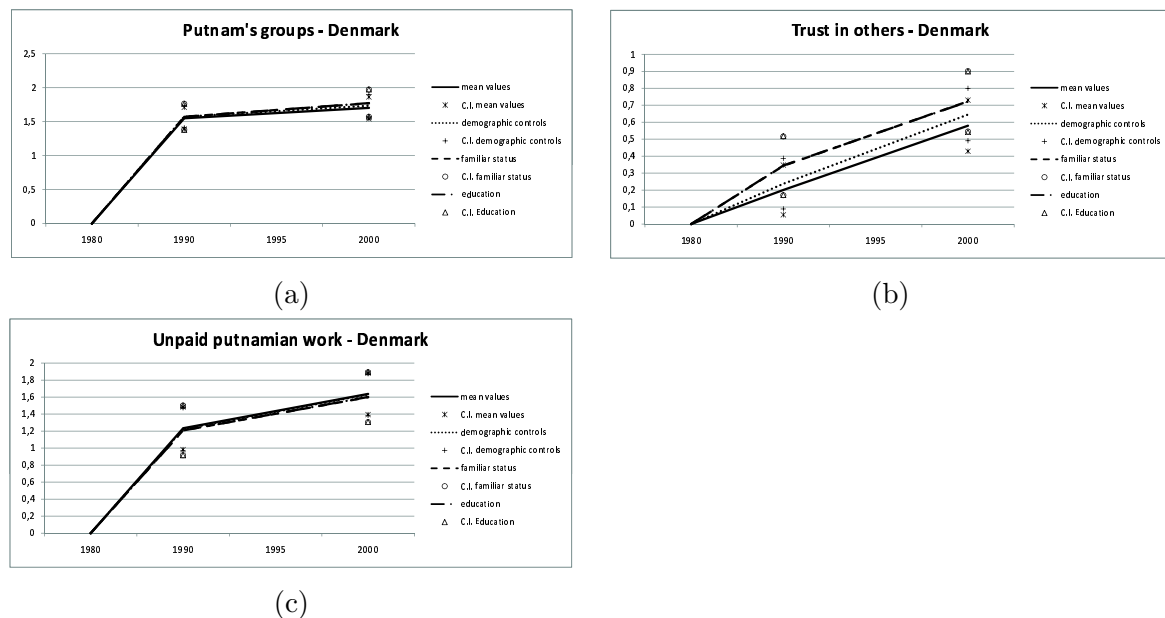 Putnam's groups - Denmark
2,5
2
1,5
1
0,5
0
1980
1990
1995
2000
mean values
C.I. mean values
demographic controls
C.I. demographic controls
familiar status
C.I. familiar status
education
C.I. Education
(a)
Trust in others - Denmark
1
0,9
0,8
0,7
0,6
0,5
0,4
0,3
0,2
0,1
0
1980
1990
1995
2000
mean values
C.I. mean values
demographic controls
C.I. demographic controls
familiar status
C.I. familiar status
education
C.I. Education
(b)
Unpaid putnamian work - Denmark
2
1,8
1,6
1,4
1,2
1
0,8
0,6
0,4
0,2
0
1980
1990
1995
2000
mean values
C.I. mean values
demographic controls
C.I. demographic controls
familiar status
C.I. familiar status
education
C.I. Education
(c)